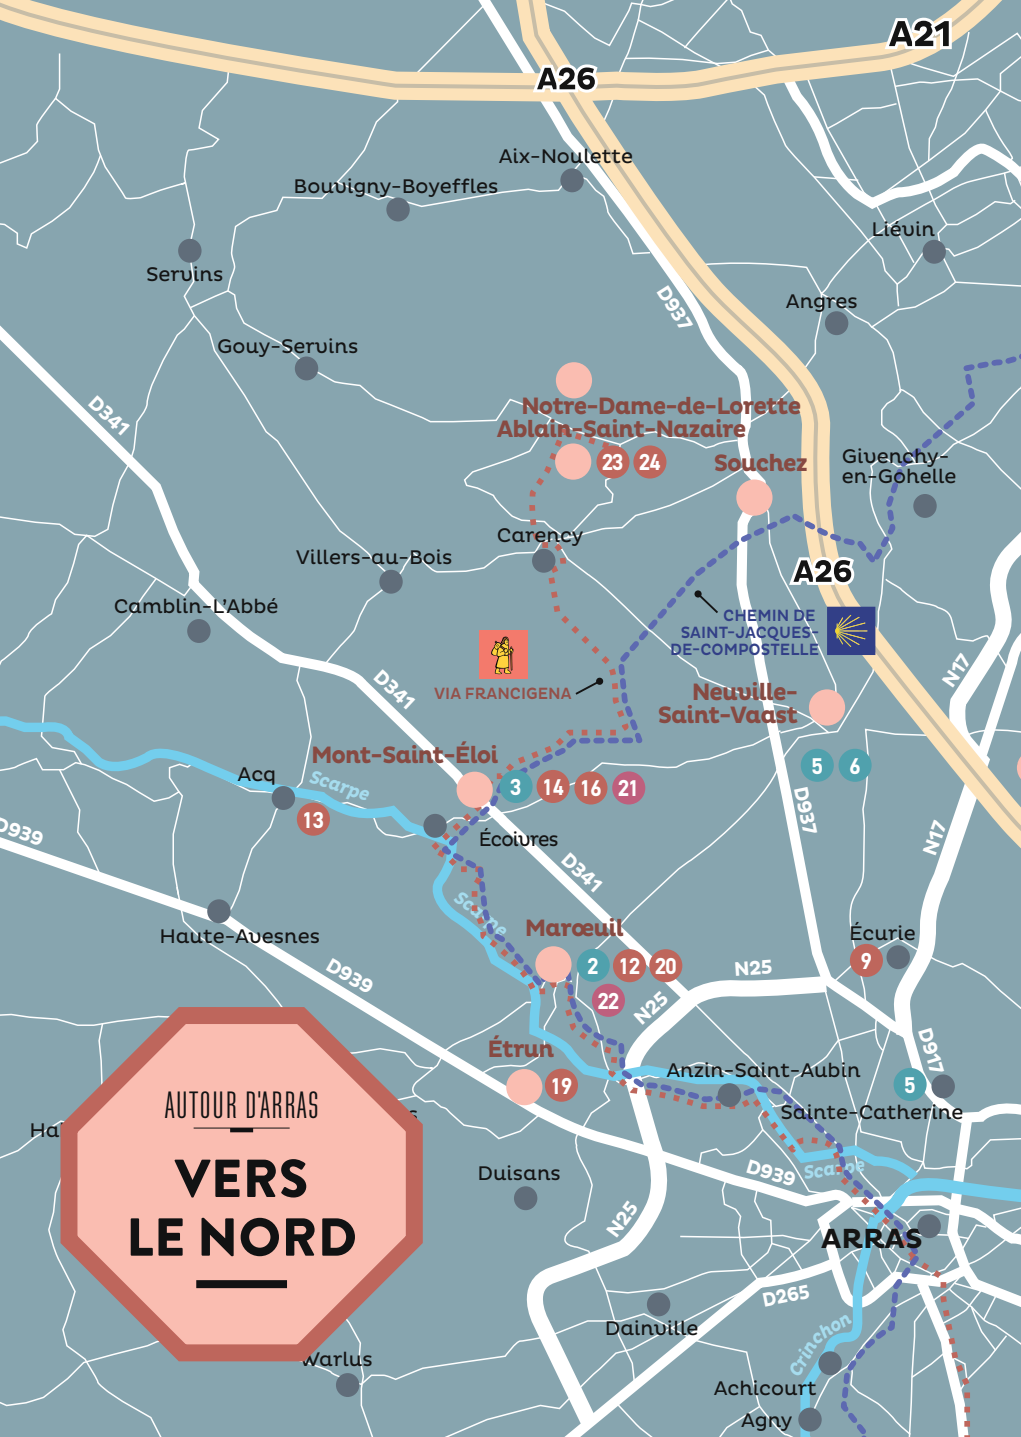 A21
A26
Aix-Noulette
Bouvigny-Boyeffles
Liévin
Servins
Angres
D937
Gouy-Servins
D341
Notre-Dame-de-Lorette
Ablain-Saint-Nazaire
23
24
Souchez
Givenchy-
en-Gohelle
Carency
Villers-au-Bois
A26
Camblin-L'Abbé
CHEMIN DE
SAINT-JACQUES-
DE-COMPOSTELLE
VIA FRANCIGENA
D341
N17
Neuville-
Saint-Vaast
Mont-Saint-Éloi
5
6
Acq
Scarpe
3
14
16
21
13
D937
D939
Écoivres
N17
D341
Scarpe
Haute-Avesnes
Marœuil
Écurie
9
2
12
20
N25
D939
22
N25
Étrun
D917
19
Anzin-Saint-Aubin
5
Sainte-Catherine
AUTOUR D'ARRAS
Ha
s
VERS
LE NORD
Scarpe
D939
Duisans
N25
ARRAS
D265
Dainville
Crinchon
Warlus
Achicourt
Agny